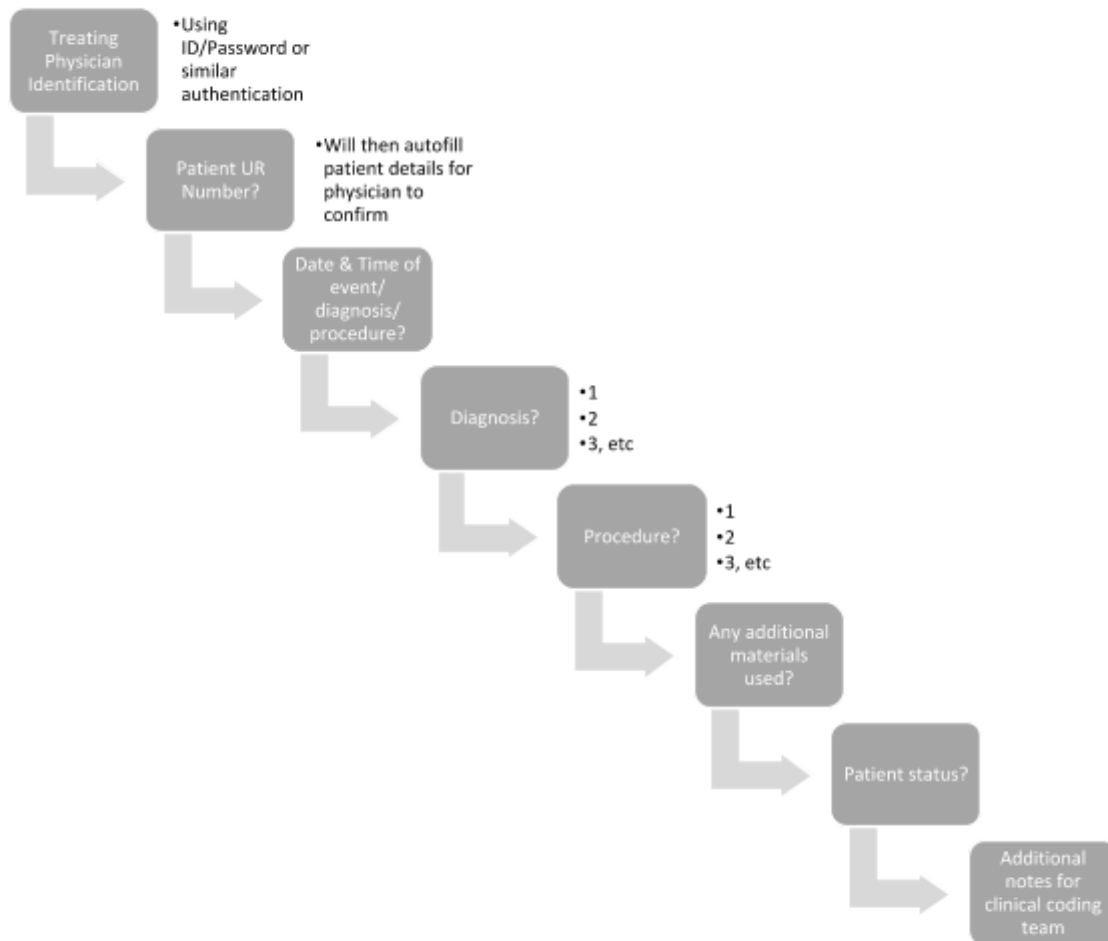 Treating
Physician
Identification
•Using
ID/Password or
similar
authentication
Patient UR
Number?
•Will then autofill
patient details for
physician to
confirm
Date & Time of
event/
diagnosis/
procedure?
Diagnosis?
•1
•2
•3, etc
Procedure?
•1
•2
•3, etc
Any additional
materials
used?
Patient status?
Additional
notes for
clinical coding
team